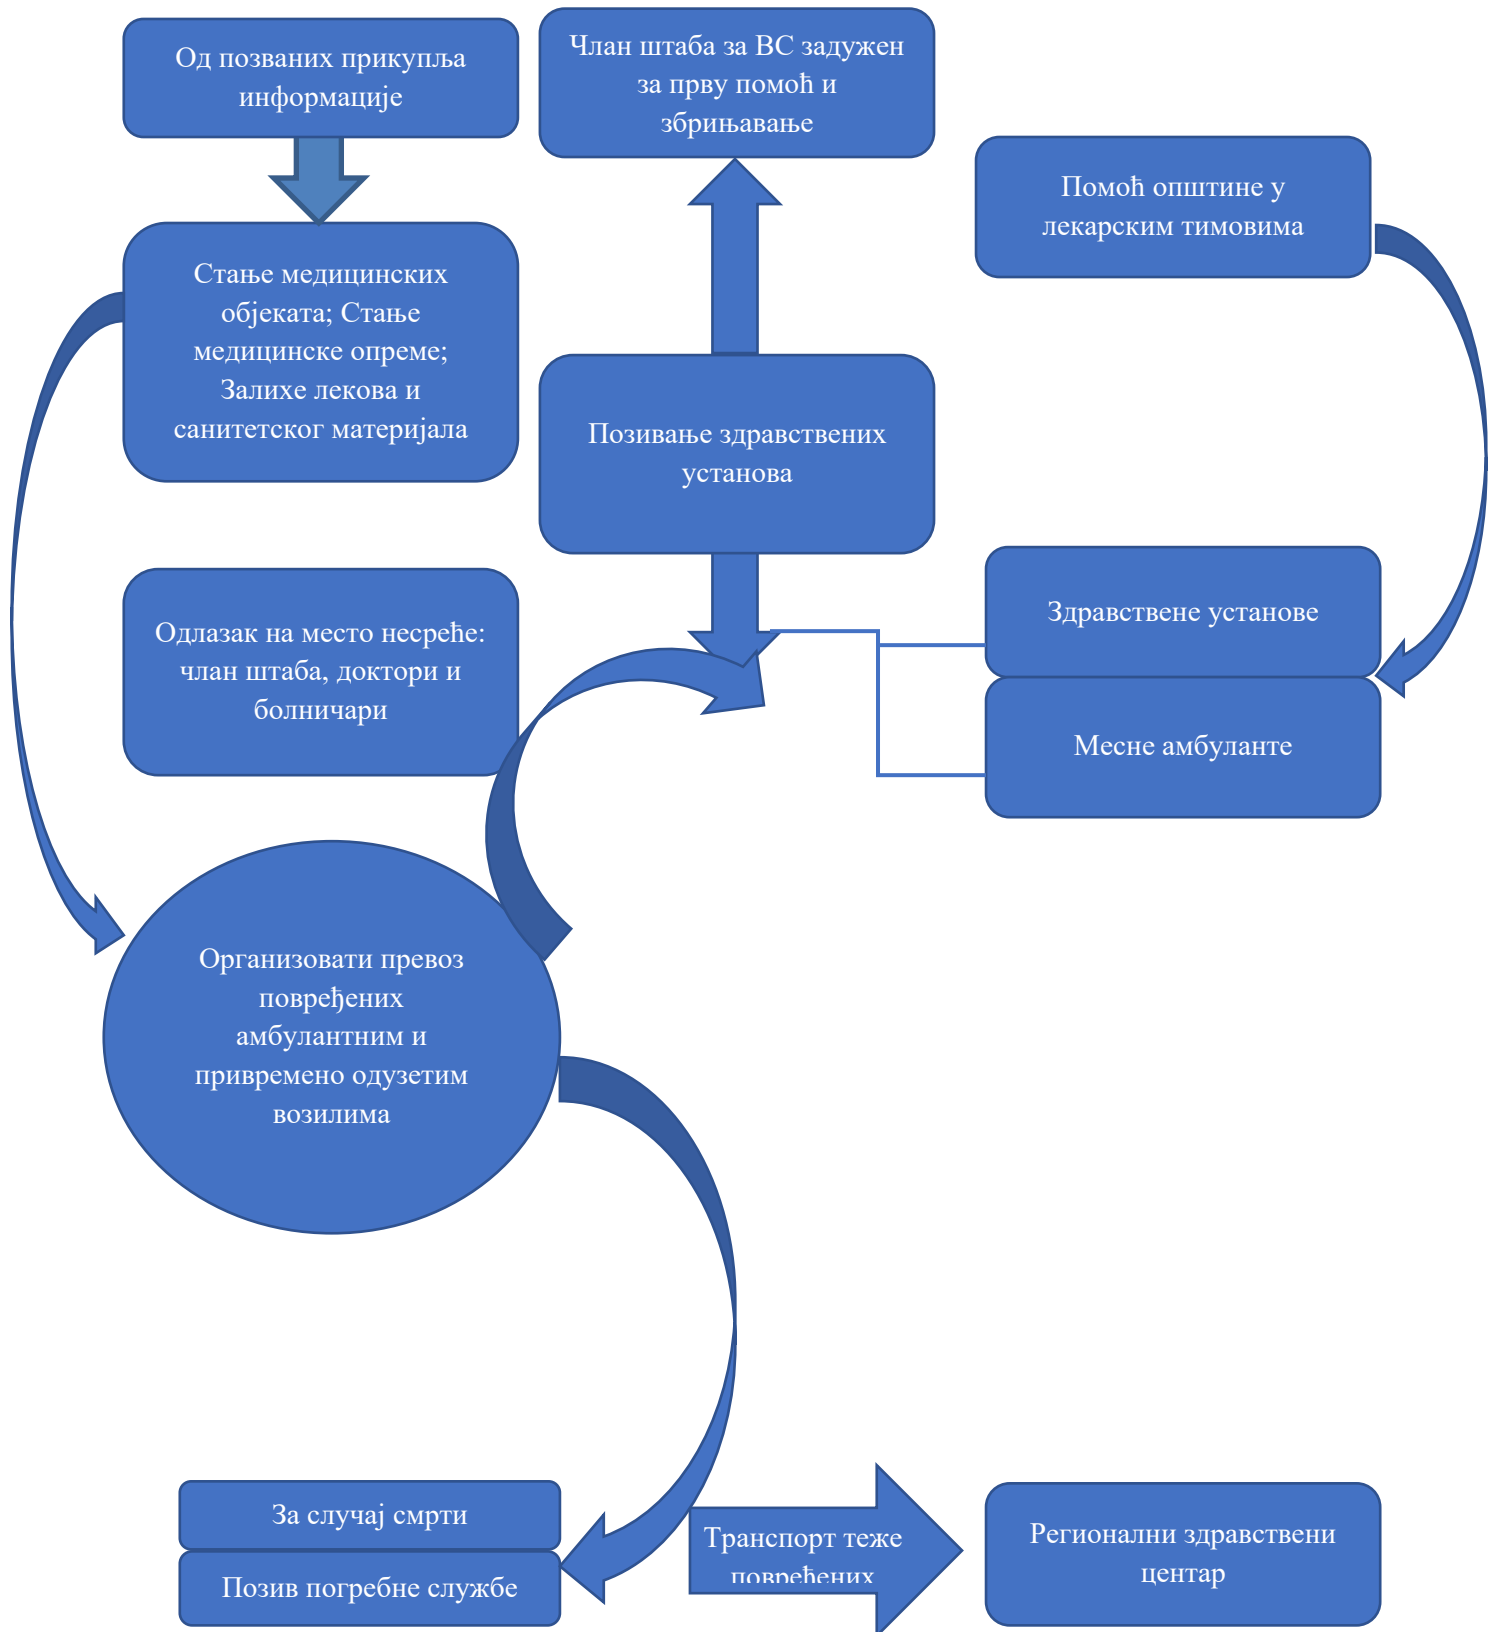 Од позваних прикупља
информације
Члан штаба за ВС задужен
за прву помоћ и
збрињавање
Помоћ општине у
лекарским тимовима
Стање медицинских
објеката; Стање
медицинске опреме;
Залихе лекова и
санитетског материјала
Позивање здравствених
установа
Одлазак на место несреће:
члан штаба, доктори и
болничари
Здравствене установе
Месне амбуланте
Организовати превоз
повређених
амбулантним и
привремено одузетим
возилима
За случај смрти
Позив погребне службе
Транспорт теже
повређених
Регионални здравствени
центар